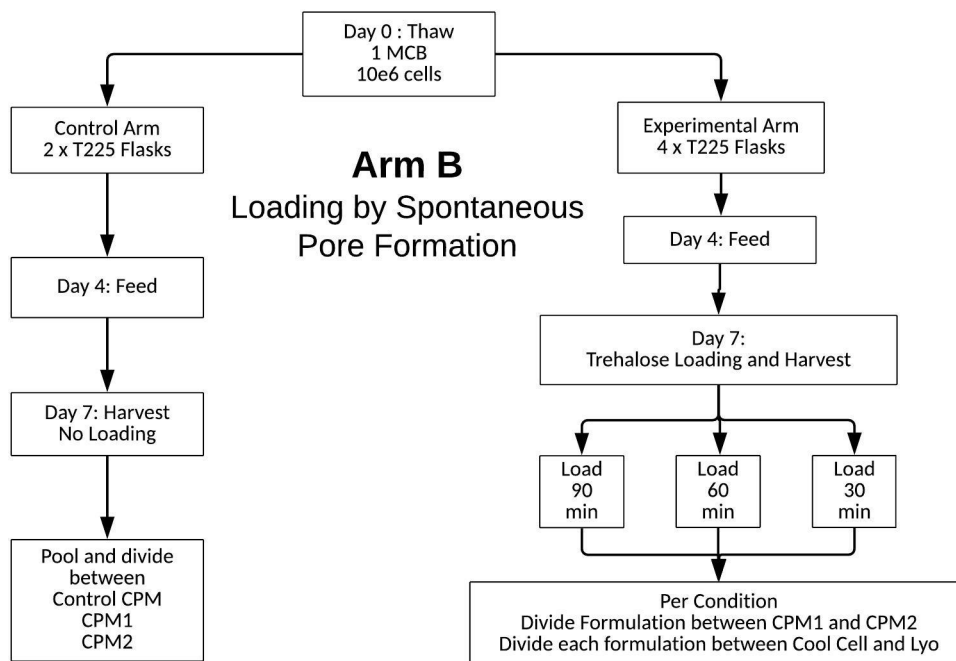 Day 0 : Thaw
1 MCB
10e6 cells
Control Arm
2 x T225 Flasks
Experimental Arm
4 x T225 Flasks
Arm B
Loading by Spontaneous
Pore Formation
Day 4: Feed
Day 4: Feed
Day 7:
Trehalose Loading and Harvest
Day 7: Harvest
No Loading
Load
90
min
Load
60
min
Load
30
min
Pool and divide
between
Control CPM
CPM1
CPM2
Per Condition
Divide Formulation between CPM1 and CPM2
Divide each formulation between Cool Cell and Lyo